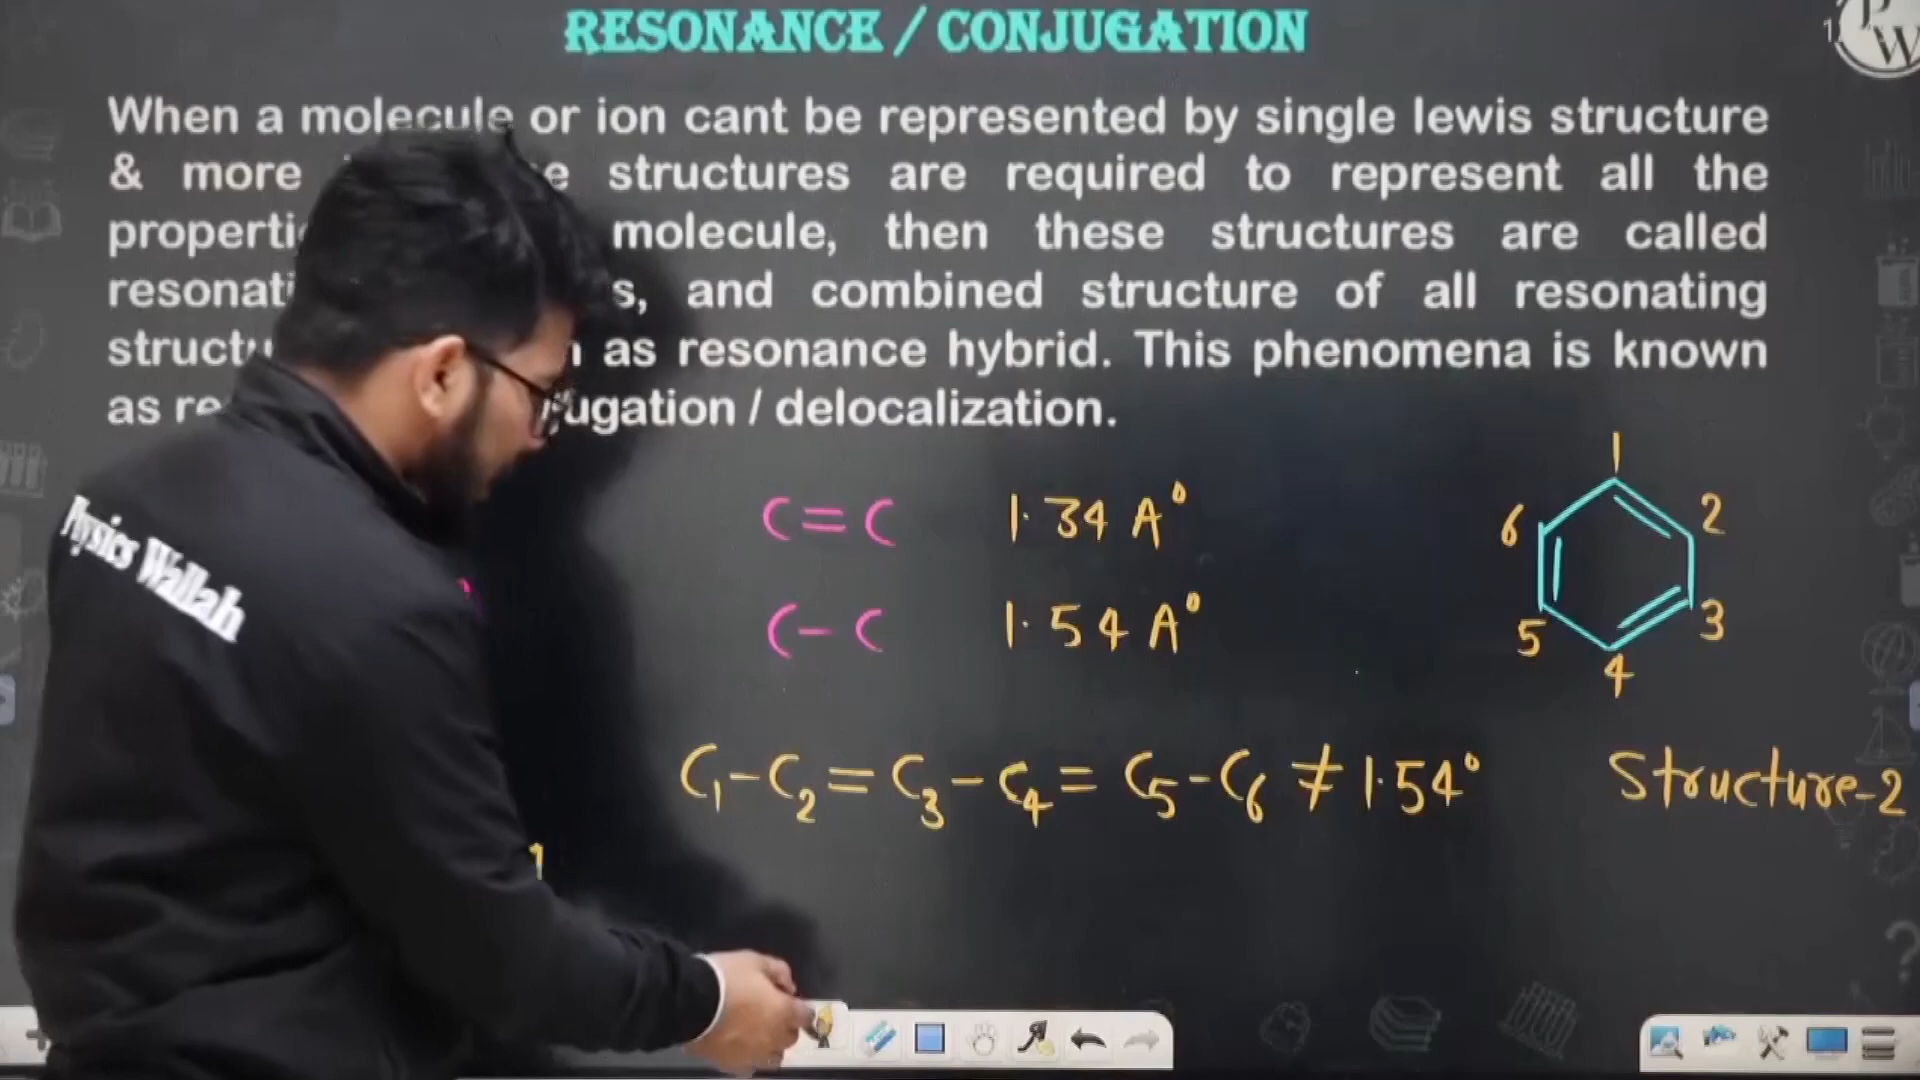 RESONANCE / CONJUGATION
PW
When a molecule or ion cant be represented by single lewis structure
& more structures are required to represent all the
molecule, then these structures are called
and combined structure of all resonating
as resonance hybrid. This phenomena is known
as / delocalization.
1
C = C 1.34 A°
6 2
C - C 1.54 A°
5 3
4
Physics Wallah
C₁-C₂ = C₃-C₄ = C₅-C₆ ≠ 1.54° Structure-2
1